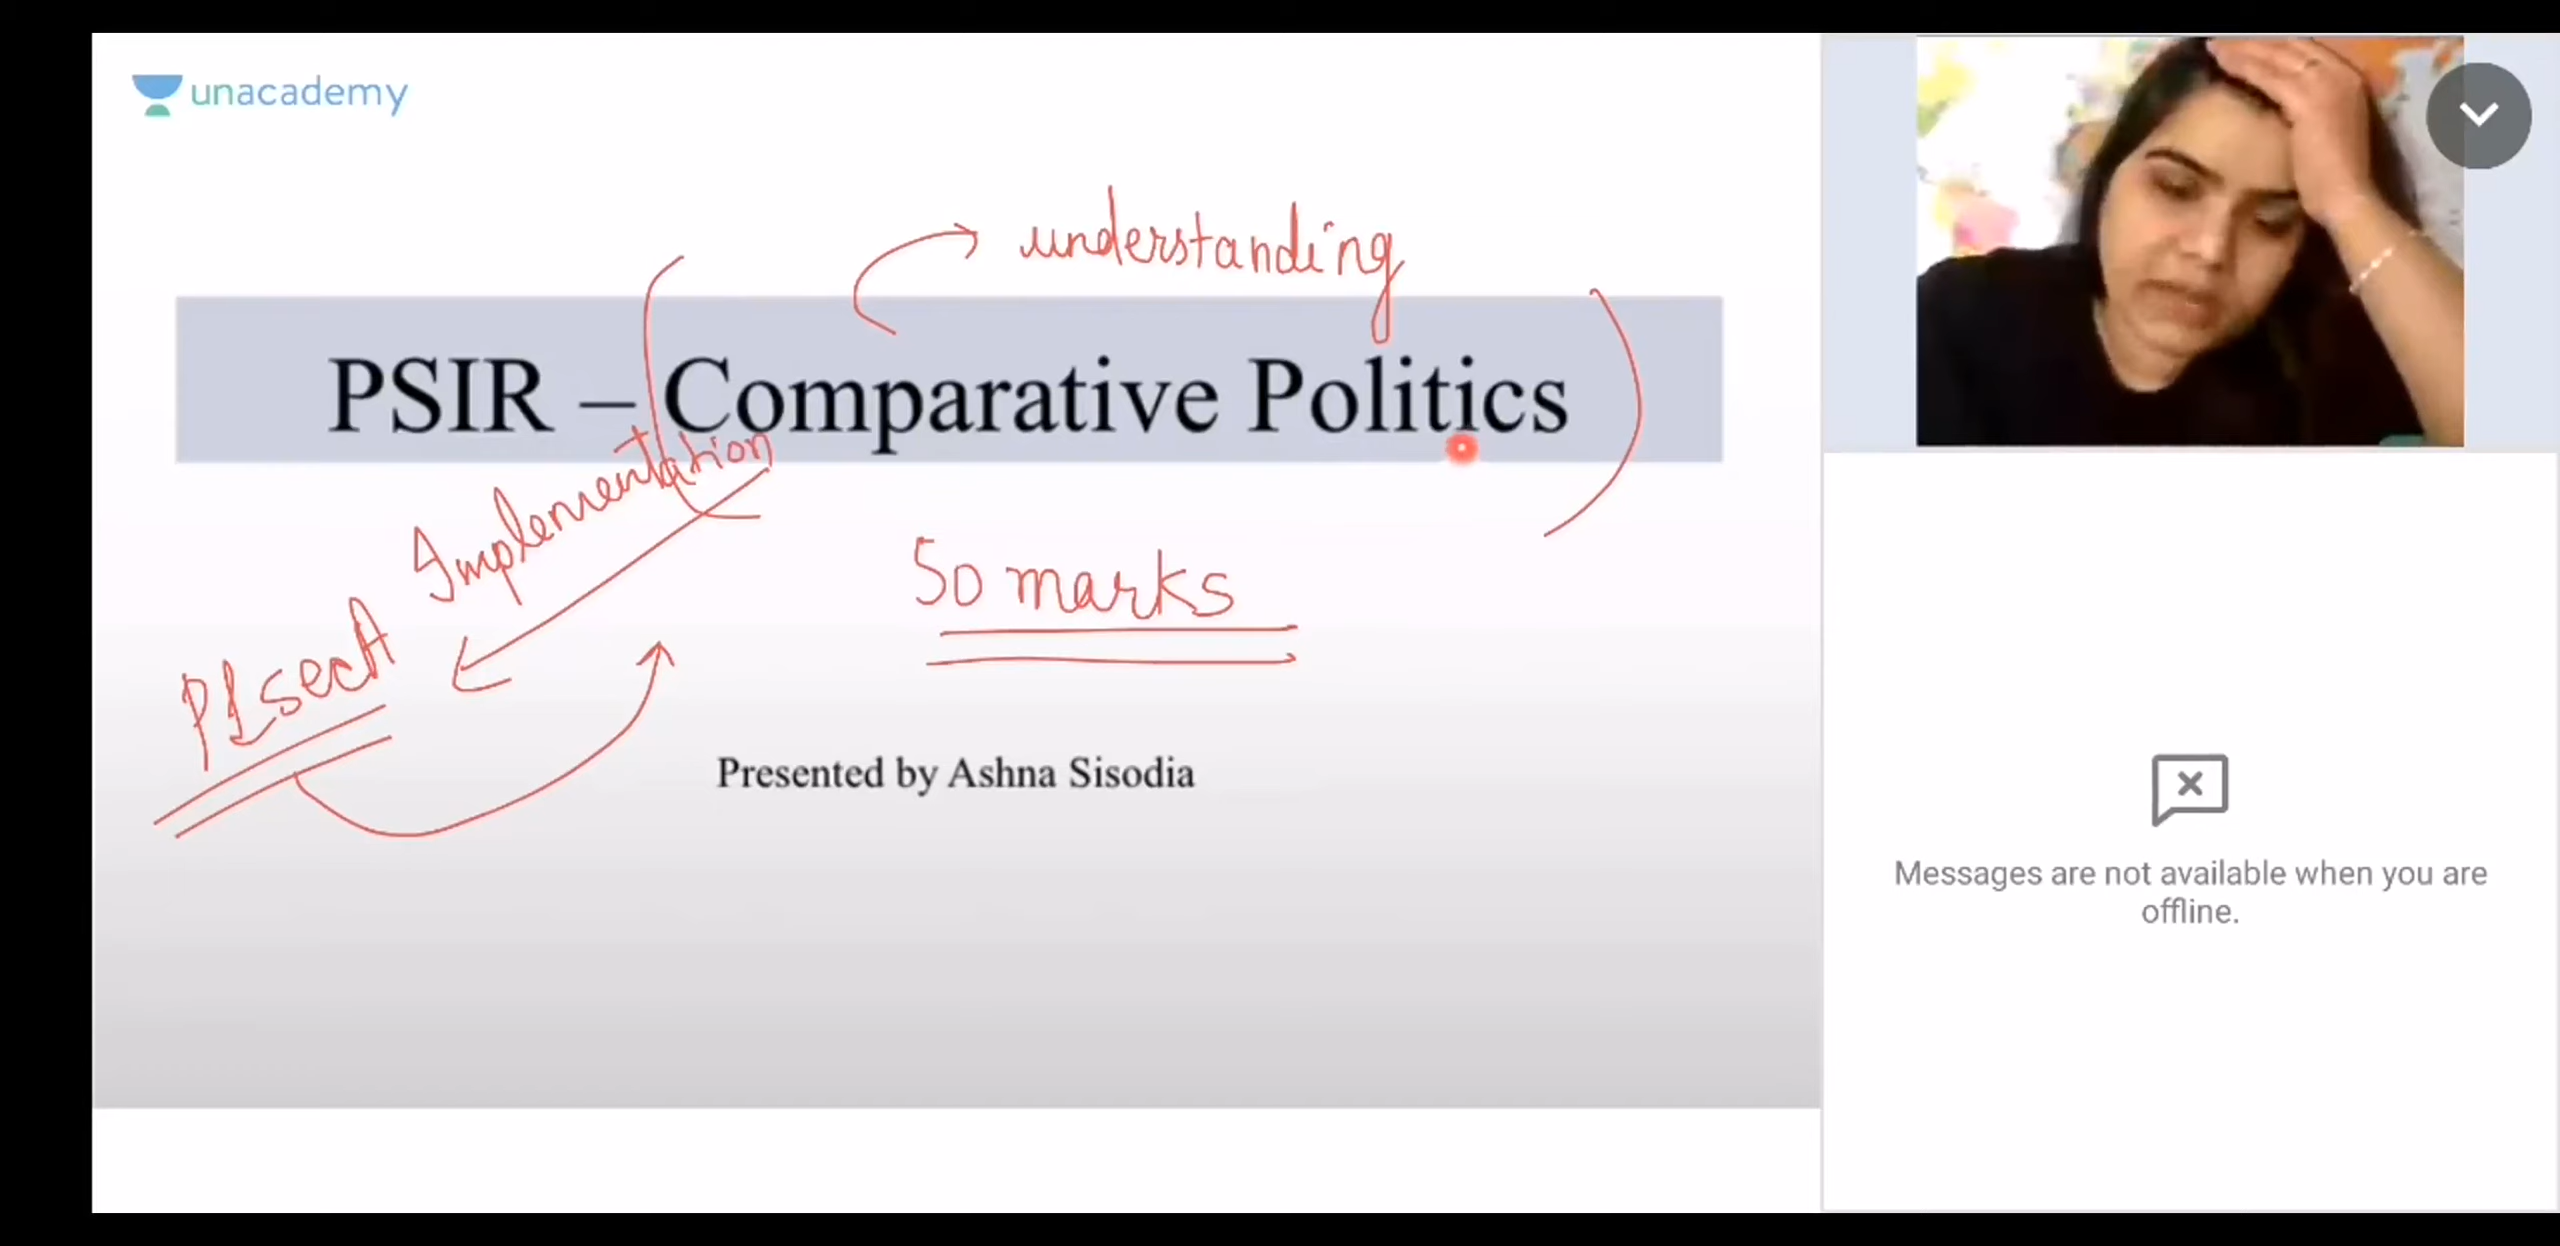 unacademy
understanding
PSIR – Comparative Politics
Implementation
50 marks
P1 sec A
Presented by Ashna Sisodia
Messages are not available when you are
offline.